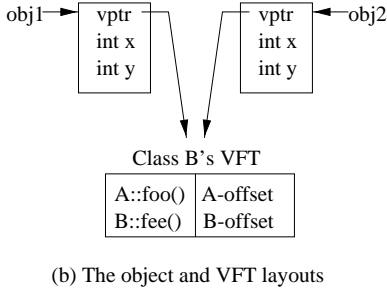 obj1 vptr vptr obj2
int x int x
int y int y
Class B's VFT
A::foo() A-offset
B::fee() B-offset
(b) The object and VFT layouts